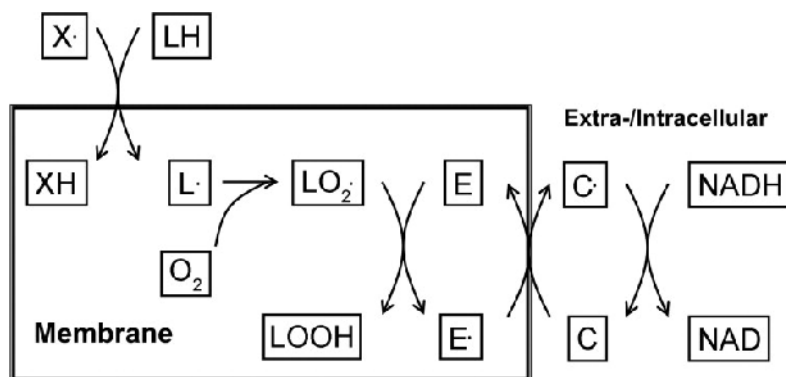 X· LH
Extra-/Intracellular
XH L· LO₂· E C· NADH
O₂
Membrane LOOH E· C NAD